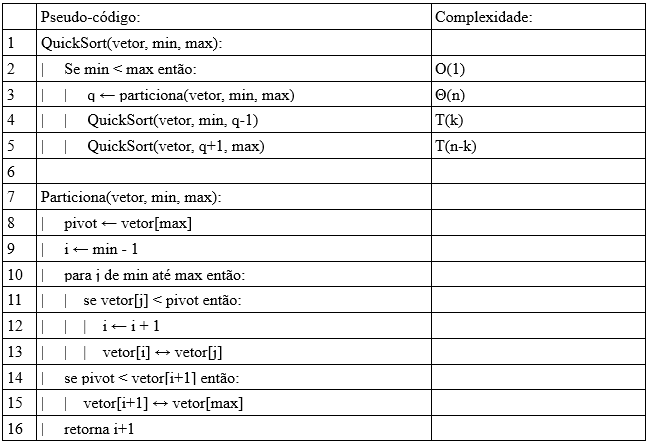 Pseudo-código: Complexidade:
1 QuickSort(vetor, min, max):
2 | Se min < max então: O(1)
3 | | q ← particiona(vetor, min, max) Θ(n)
4 | | QuickSort(vetor, min, q-1) T(k)
5 | | QuickSort(vetor, q+1, max) T(n-k)
6
7 Particiona(vetor, min, max):
8 | pivot ← vetor[max]
9 | i ← min - 1
10 | para j de min até max então:
11 | | se vetor[j] < pivot então:
12 | | | i ← i + 1
13 | | | vetor[i] ↔ vetor[j]
14 | se pivot < vetor[i+1] então:
15 | | vetor[i+1] ↔ vetor[max]
16 | retorna i+1